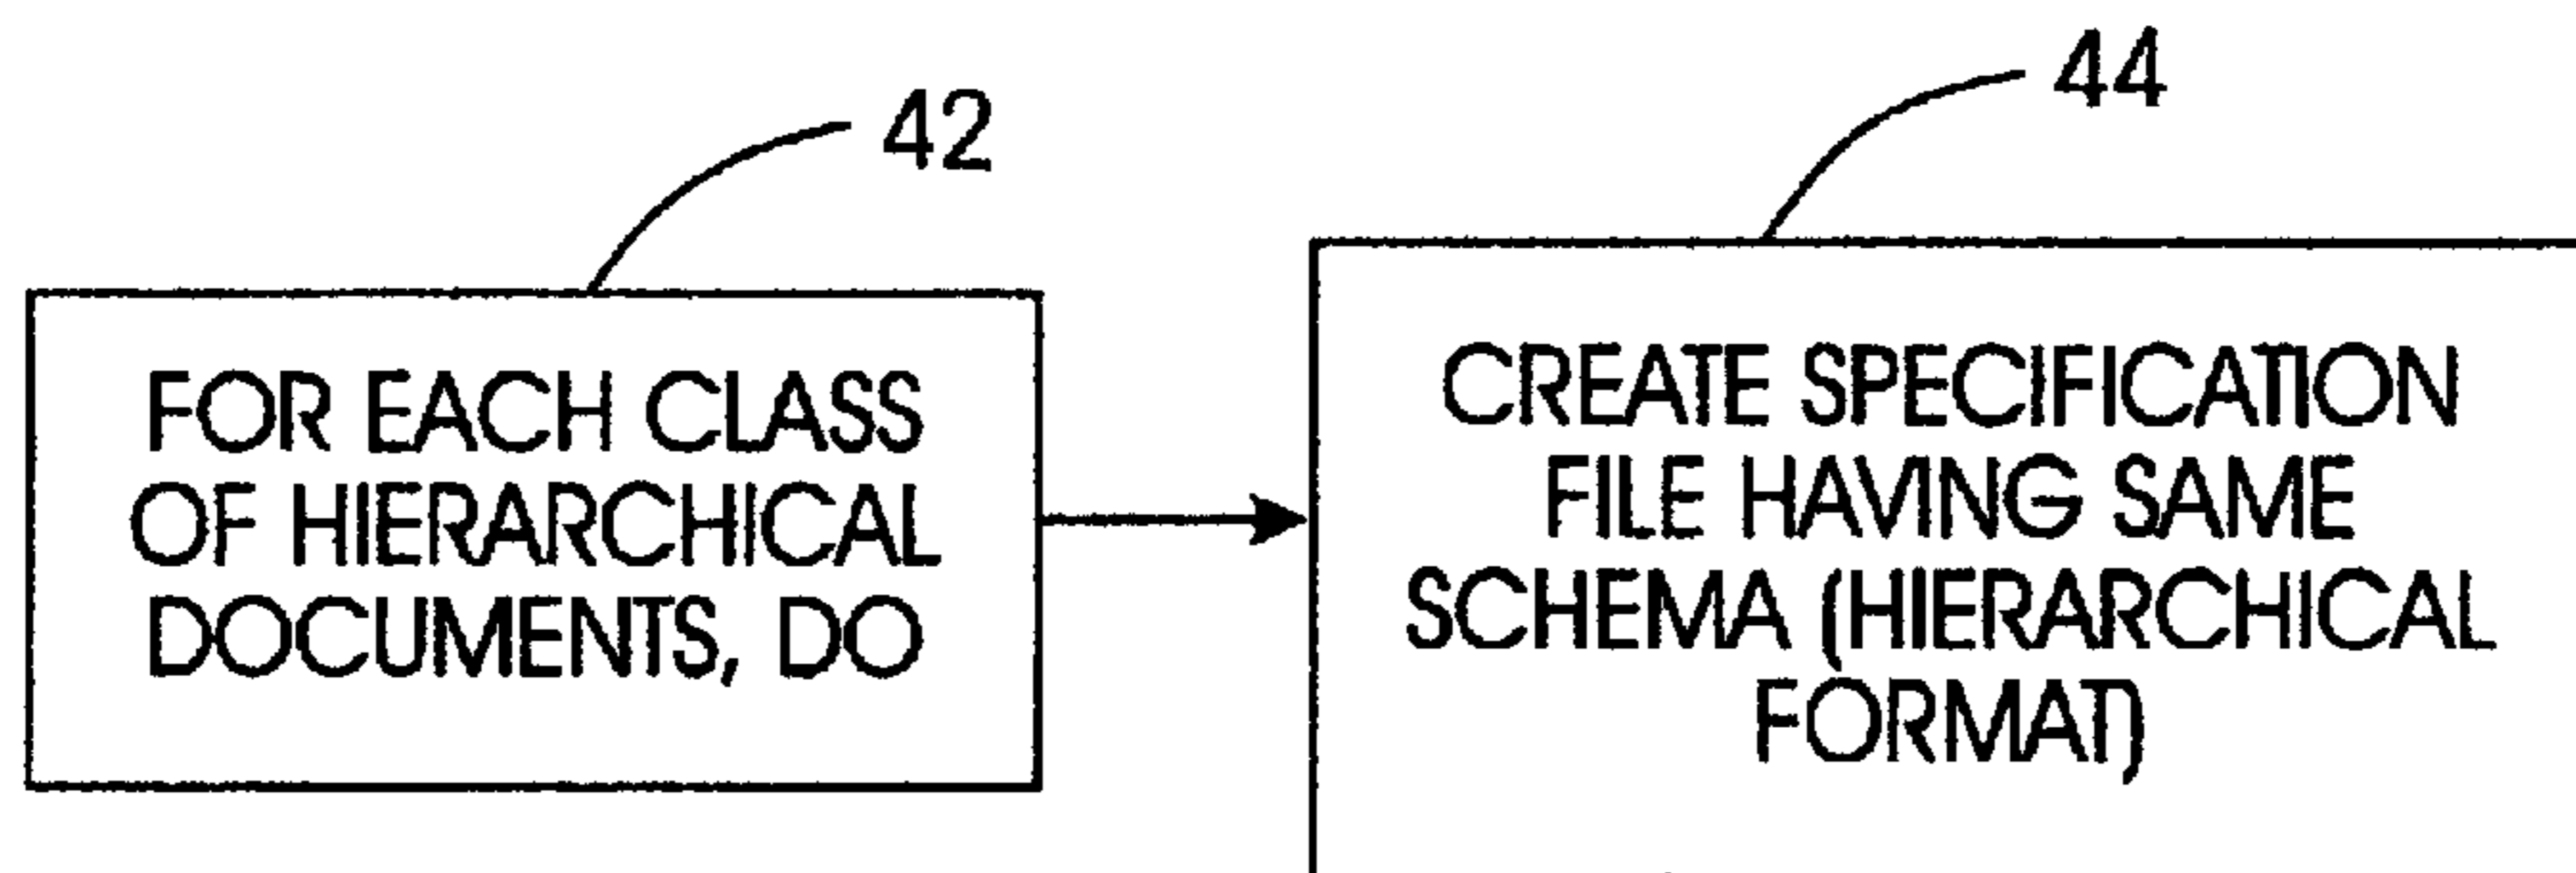 42
FOR EACH CLASS
OF HIERARCHICAL
DOCUMENTS, DO
44
CREATE SPECIFICATION
FILE HAVING SAME
SCHEMA (HIERARCHICAL
FORMAT)